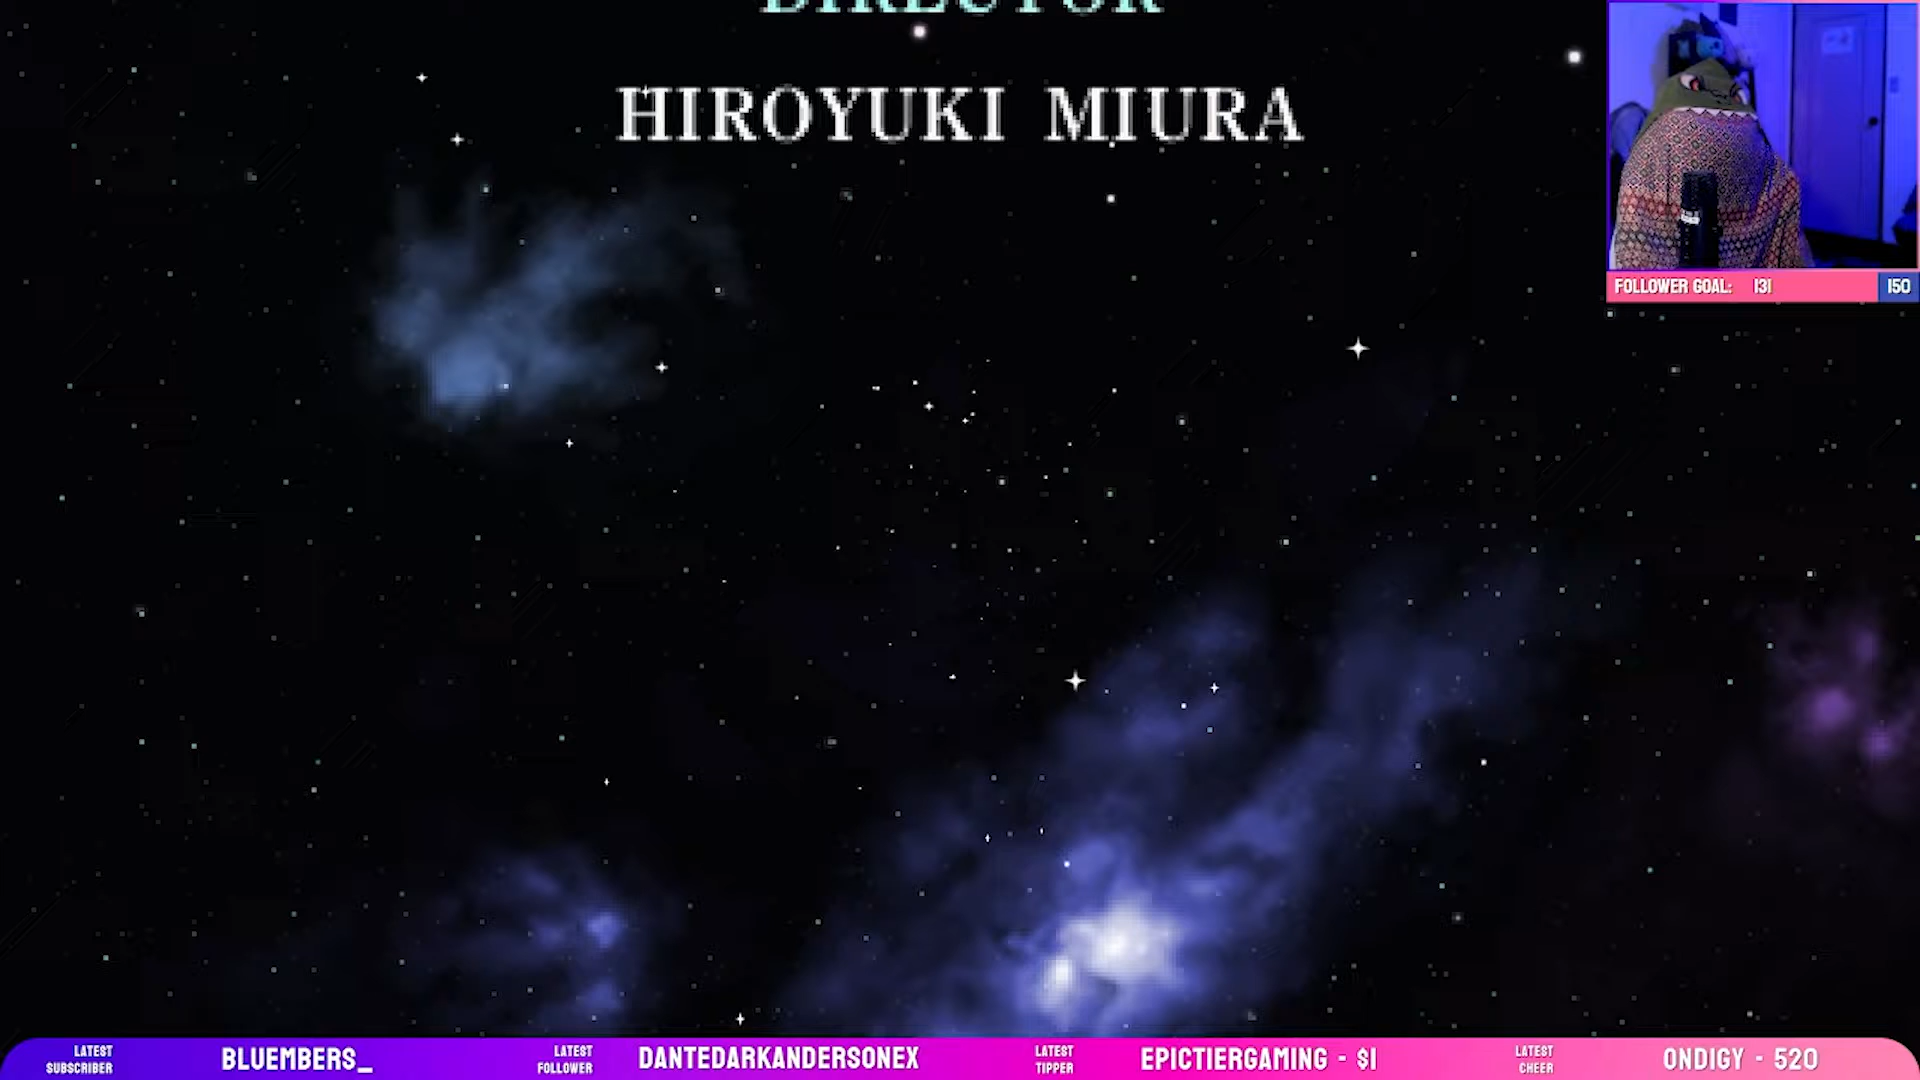 DIRECTOR
HIROYUKI MIURA
FOLLOWER GOAL: 131 150
LATEST SUBSCRIBER BLUEMBERS_
LATEST FOLLOWER DANTEDARKANDERSONEX
LATEST TIPPER EPICTIERGAMING - $1
LATEST CHEER ONDIGY - 520